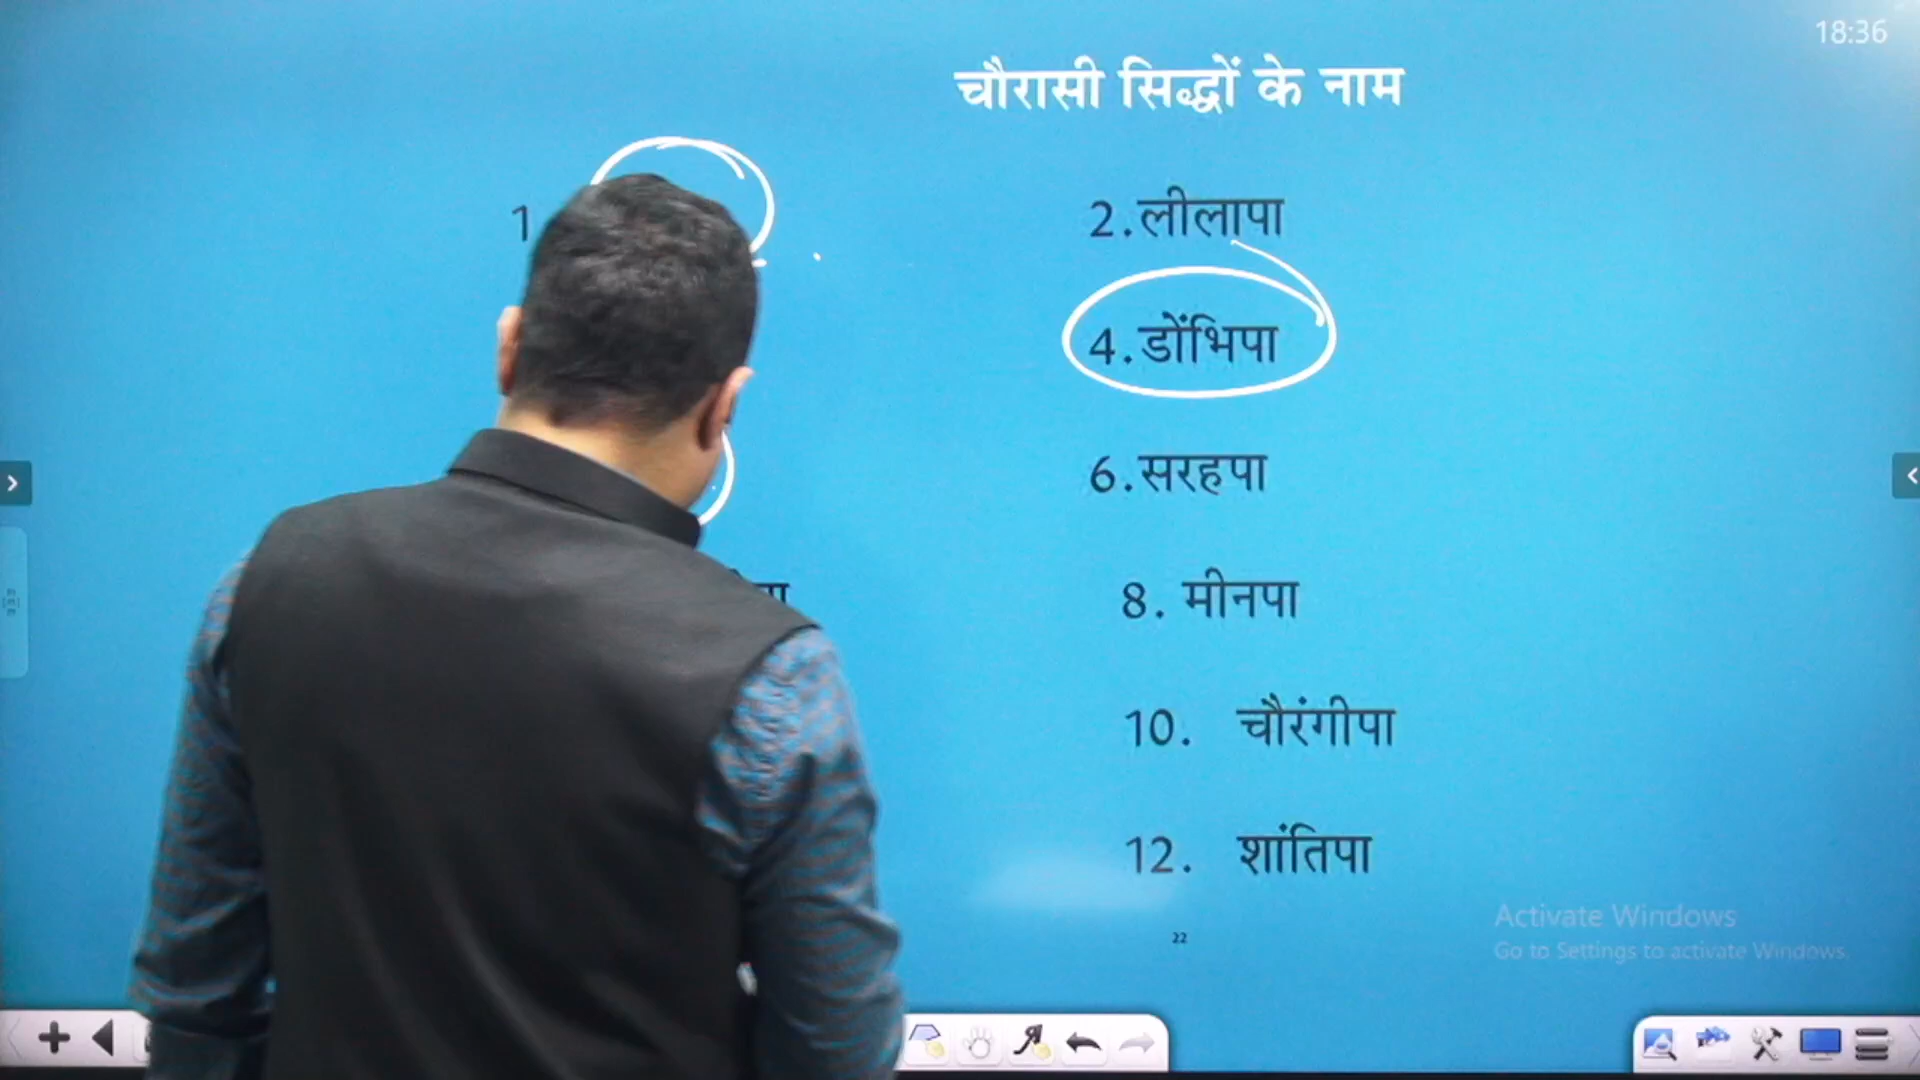 18:36
चौरासी सिद्धों के नाम
1
2.लीलापा
4.डोंभिपा
6.सरहपा
8. मीनपा
10. चौरंगीपा
12. शांतिपा
22
Activate Windows
Go to Settings to activate Windows.